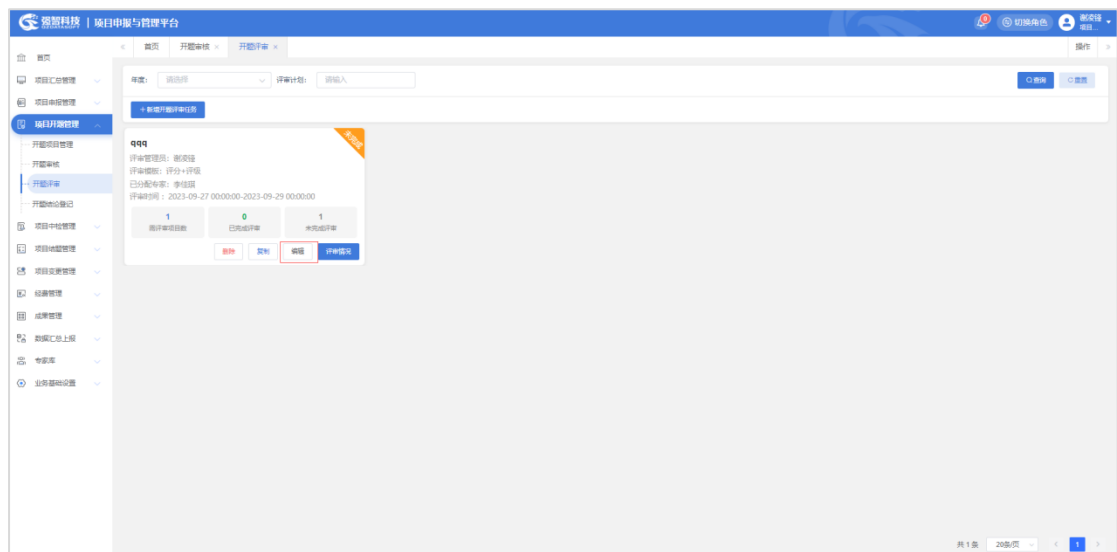 强智科技 | 项目申报与管理平台
切换角色
谢凌锋
项目...
首页
开题审核 ×
开题评审 ×
操作
首页
项目汇总管理
项目申报管理
项目开题管理
开题项目管理
开题审核
开题评审
开题结论登记
项目中检管理
项目结题管理
项目变更管理
经费管理
成果管理
数据汇总上报
专家库
业务基础设置
年度: 请选择
评审计划: 请输入
查询
重置
+ 新增开题评审任务
qqq
未完成
评审管理员: 谢凌锋
评审模板: 评分+评级
已分配专家: 李佳琪
评审时间: 2023-09-27 00:00:00-2023-09-29 00:00:00
1
需评审项目数
0
已完成评审
1
未完成评审
删除
复制
编辑
评审情况
共 1 条
20条/页
1